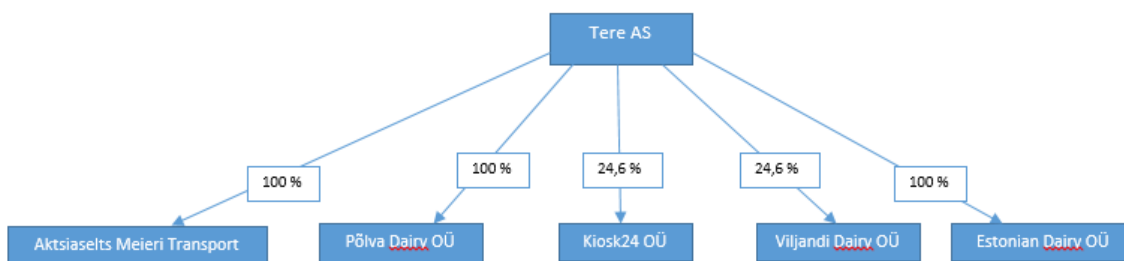 Tere AS
100 %
100 %
24,6 %
24,6 %
100 %
Aktsiaselts Meieri Transport
Põlva Dairy OÜ
Kiosk24 OÜ
Viljandi Dairy OÜ
Estonian Dairy OÜ